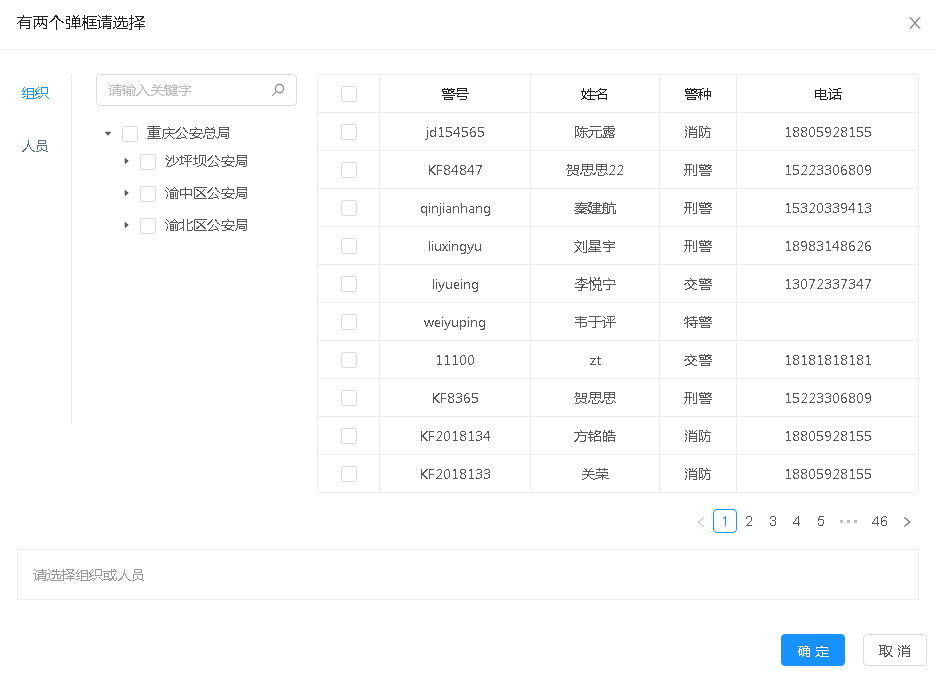 有两个弹框请选择
组织
人员
请输入关键字
重庆公安总局
沙坪坝公安局
渝中区公安局
渝北区公安局
警号 姓名 警种 电话
jd154565 陈元露 消防 18805928155
KF84847 贺思思22 刑警 15223306809
qinjianhang 秦建航 刑警 15320339413
liuxingyu 刘星宇 刑警 18983148626
liyueing 李悦宁 交警 13072337347
weiyuping 韦于评 特警
11100 zt 交警 18181818181
KF8365 贺思思 刑警 15223306809
KF2018134 方铭皓 消防 18805928155
KF2018133 关荣 消防 18805928155
< 1 2 3 4 5 ••• 46 >
请选择组织或人员
确定 取消